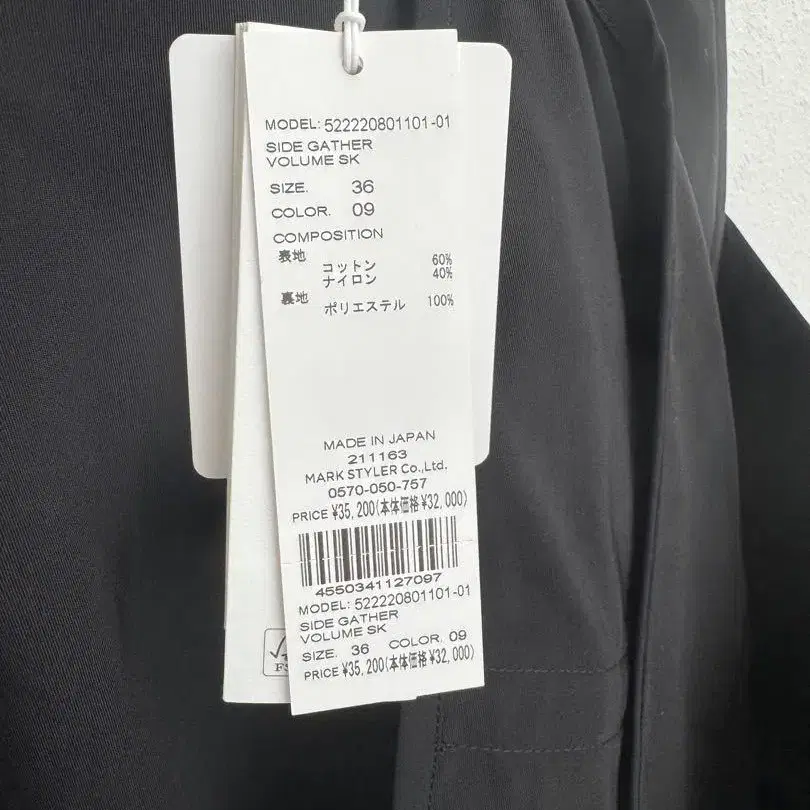 MODEL: 522220801101-01
SIDE GATHER
VOLUME SK
SIZE. 36
COLOR. 09
COMPOSITION
表地
コットン 60%
ナイロン 40%
裏地
ポリエステル 100%
MADE IN JAPAN
211163
MARK STYLER Co.,Ltd.
0570-050-757
PRICE ¥35,200(本体価格¥32,000)
4550341127097
MODEL: 522220801101-01
SIDE GATHER
VOLUME SK
SIZE. 36 COLOR. 09
PRICE ¥35,200(本体価格¥32,000)